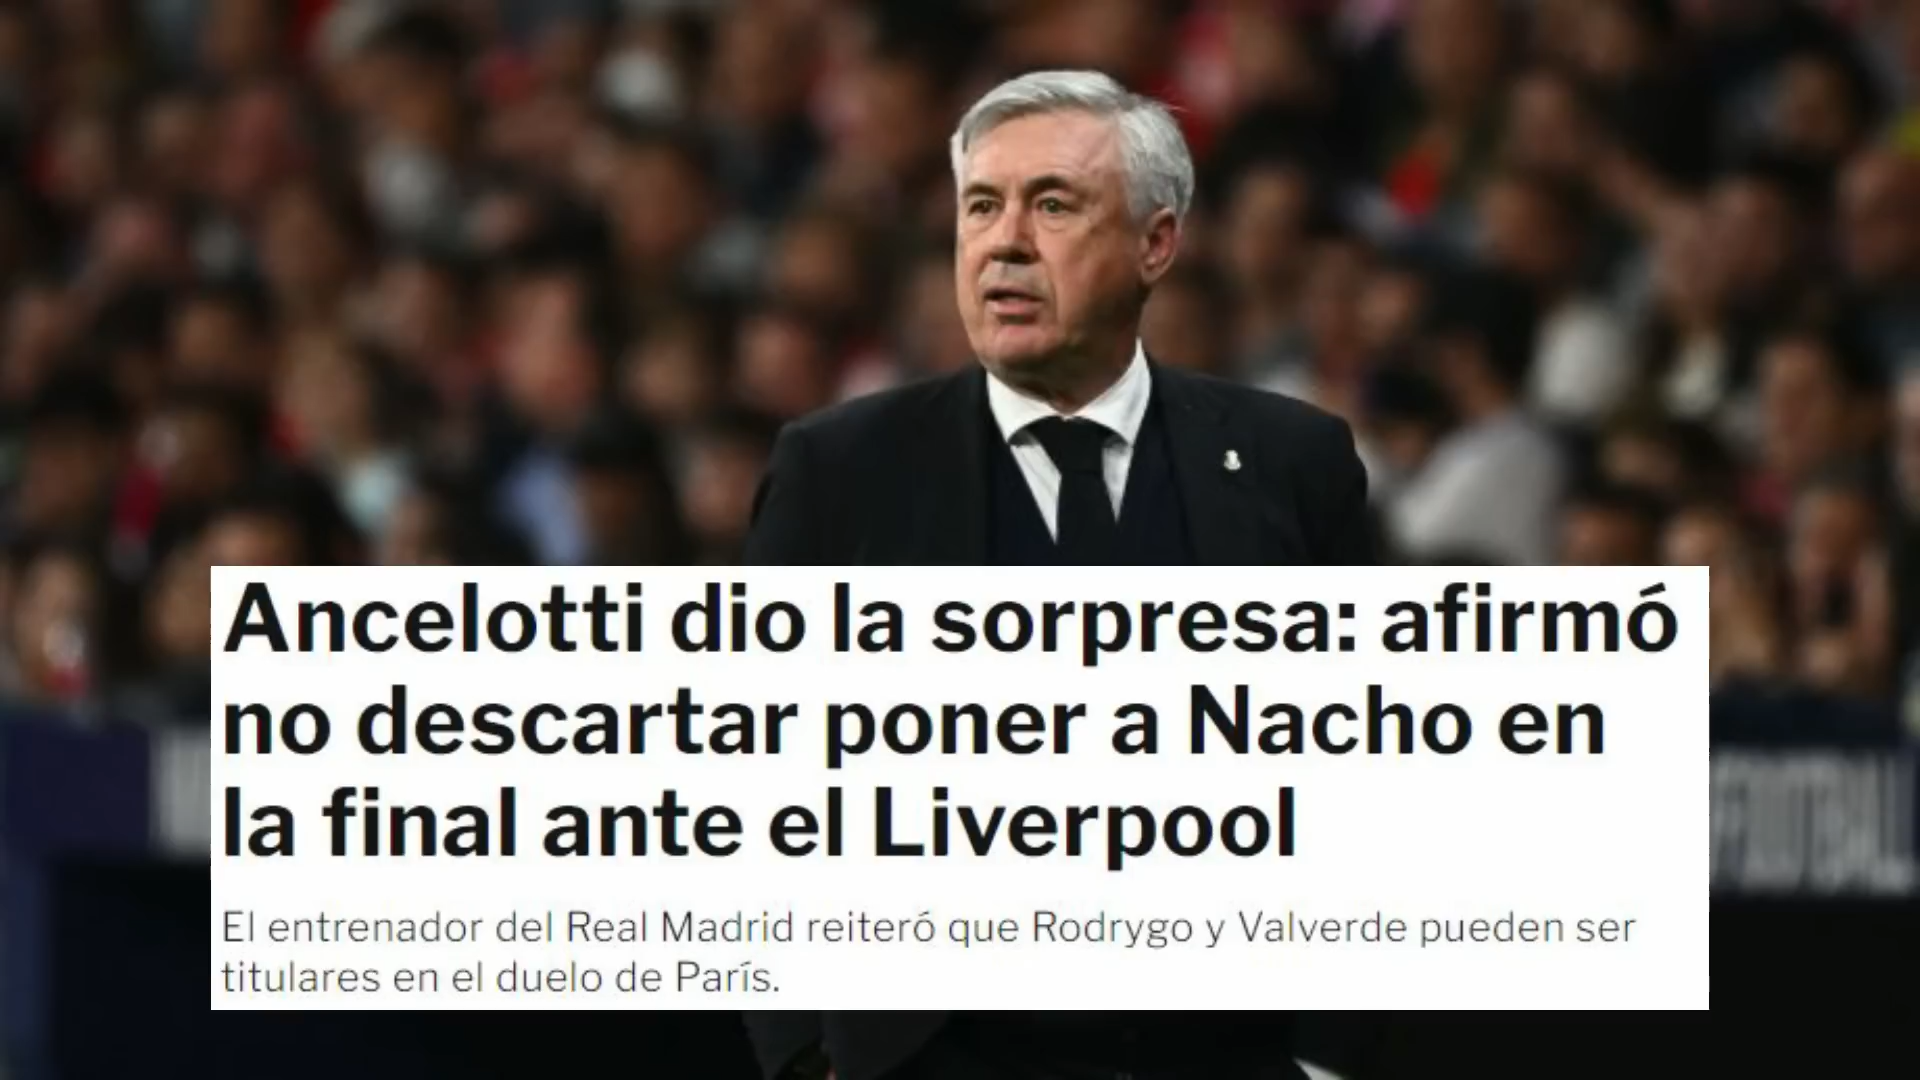 Ancelotti dio la sorpresa: afirmó
no descartar poner a Nacho en
la final ante el Liverpool
El entrenador del Real Madrid reiteró que Rodrygo y Valverde pueden ser
titulares en el duelo de París.